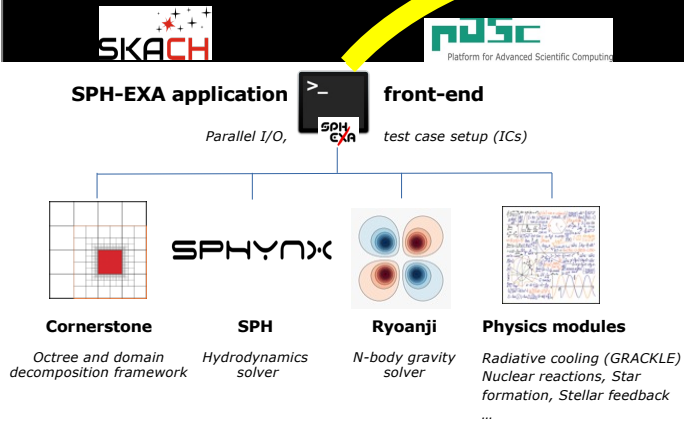 SKACH
PASC
Platform for Advanced Scientific Computing
SPH-EXA application front-end
>_
SPH
EXA
Parallel I/O, test case setup (ICs)
SPHYNX
Cornerstone SPH Ryoanji Physics modules
Octree and domain decomposition framework
Hydrodynamics solver
N-body gravity solver
Radiative cooling (GRACKLE)
Nuclear reactions, Star
formation, Stellar feedback
…